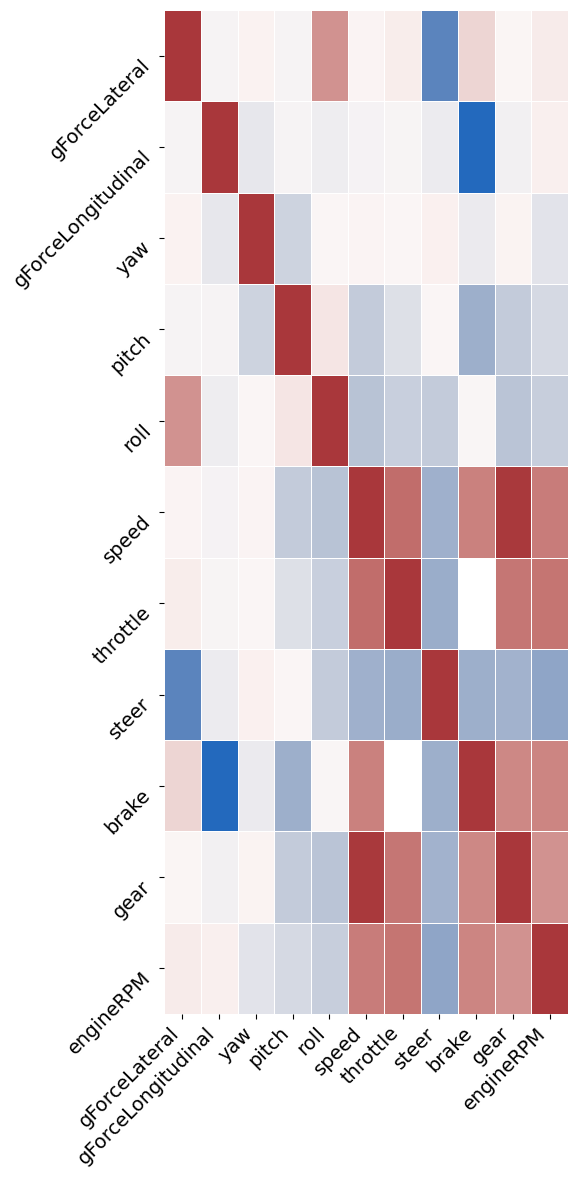 gForceLateral
gForceLongitudinal
yaw
pitch
roll
speed
throttle
steer
brake
gear
engineRPM
gForceLateral
gForceLongitudinal
yaw
pitch
roll
speed
throttle
steer
brake
gear
engineRPM